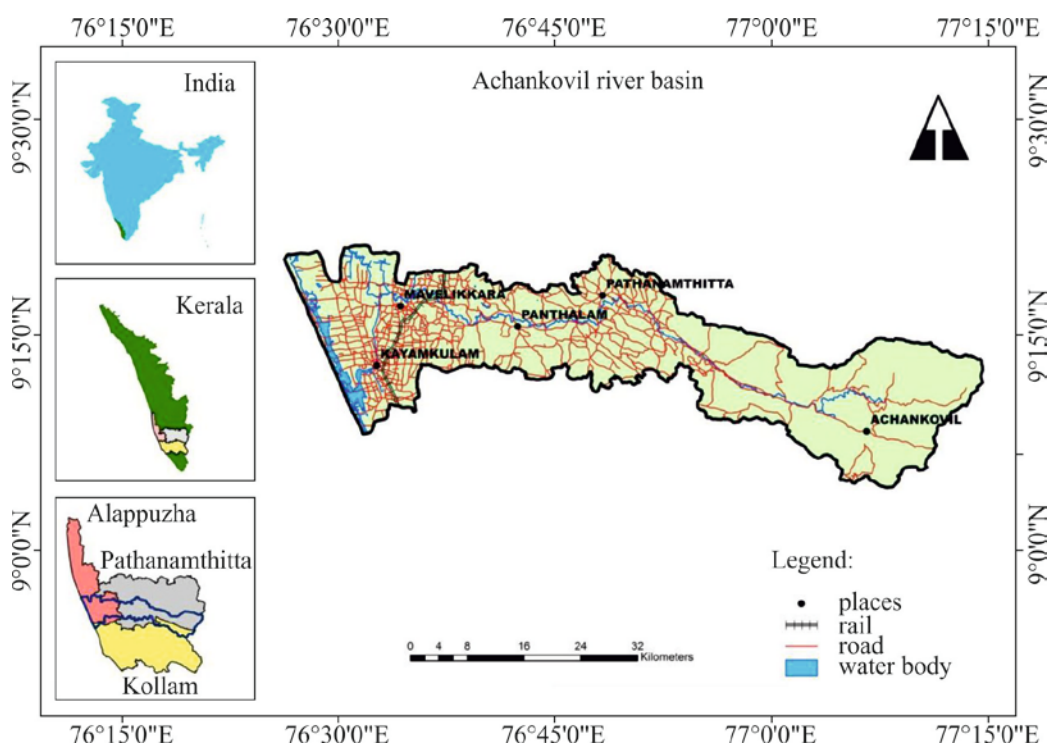 76°15'0"E 76°30'0"E 76°45'0"E 77°0'0"E 77°15'0"E
India
Achankovil river basin
9°30'0"N
9°30'0"N
Kerala
PATHANAMTHITTA
MAVELIKKARA
PANTHALAM
9°15'0"N
9°15'0"N
KAYAMKULAM
ACHANKOVIL
Alappuzha
Pathanamthitta
Kollam
9°0'0"N
9°0'0"N
Legend:
places
rail
road
water body
0 4 8 16 24 32
Kilometers
76°15'0"E 76°30'0"E 76°45'0"E 77°0'0"E 77°15'0"E